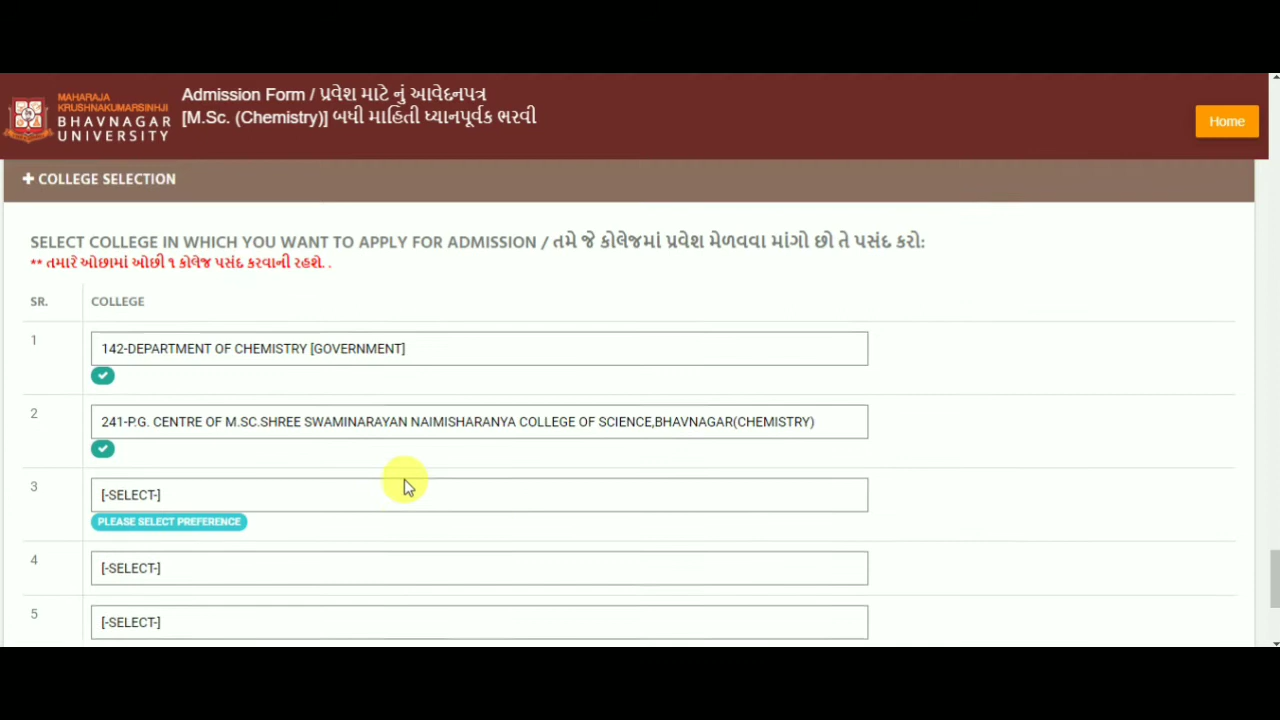 MAHARAJA
KRUSHNAKUMARSINHJI
BHAVNAGAR
UNIVERSITY
Admission Form / પ્રવેશ માટે નું આવેદનપત્ર
[M.Sc. (Chemistry)] બધી માહિતી ધ્યાનપૂર્વક ભરવી
Home
+ COLLEGE SELECTION
SELECT COLLEGE IN WHICH YOU WANT TO APPLY FOR ADMISSION / તમે જે કોલેજમાં પ્રવેશ મેળવવા માંગો છો તે પસંદ કરો:
** તમારે ઓછામાં ઓછી ૧ કોલેજ પસંદ કરવાની રહશે. .
SR. COLLEGE
1 142-DEPARTMENT OF CHEMISTRY [GOVERNMENT]
2 241-P.G. CENTRE OF M.SC.SHREE SWAMINARAYAN NAIMISHARANYA COLLEGE OF SCIENCE,BHAVNAGAR(CHEMISTRY)
3 [-SELECT-]
PLEASE SELECT PREFERENCE
4 [-SELECT-]
5 [-SELECT-]